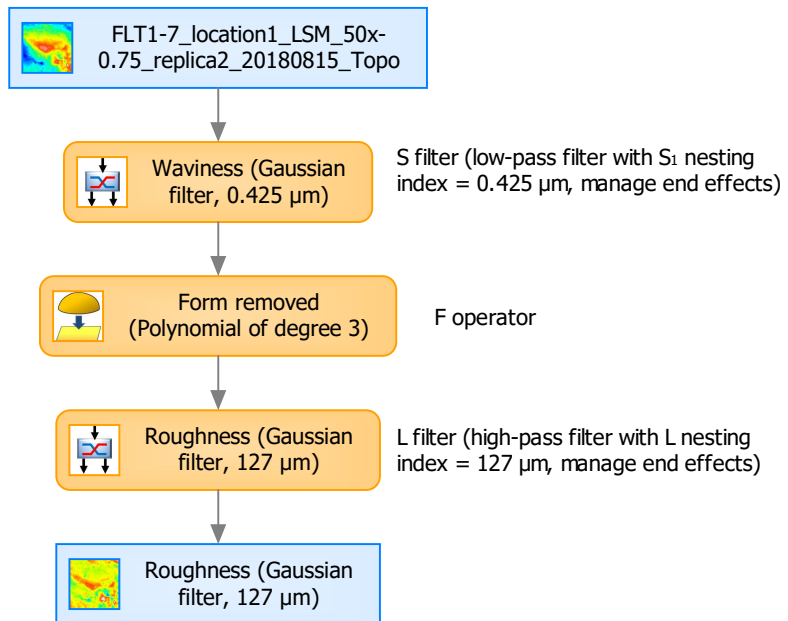 FLT1-7_location1_LSM_50x-
0.75_replica2_20180815_Topo
Waviness (Gaussian
filter, 0.425 µm)
S filter (low-pass filter with S₁ nesting
index = 0.425 µm, manage end effects)
Form removed
(Polynomial of degree 3)
F operator
Roughness (Gaussian
filter, 127 µm)
L filter (high-pass filter with L nesting
index = 127 µm, manage end effects)
Roughness (Gaussian
filter, 127 µm)